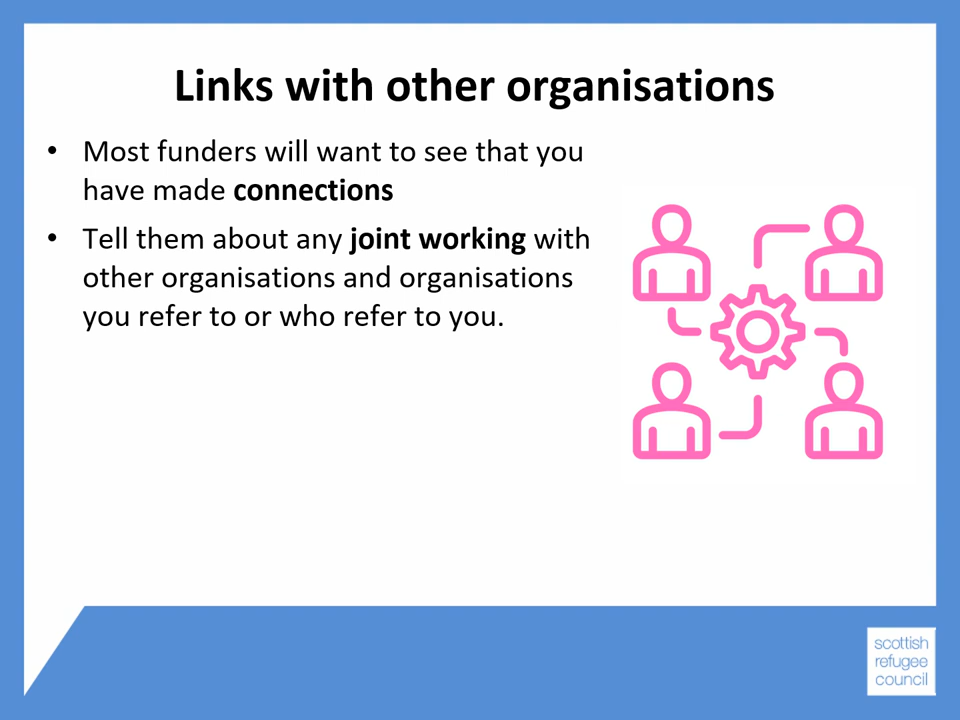 Links with other organisations
• Most funders will want to see that you
have made connections
• Tell them about any joint working with
other organisations and organisations
you refer to or who refer to you.
scottish
refugee
council